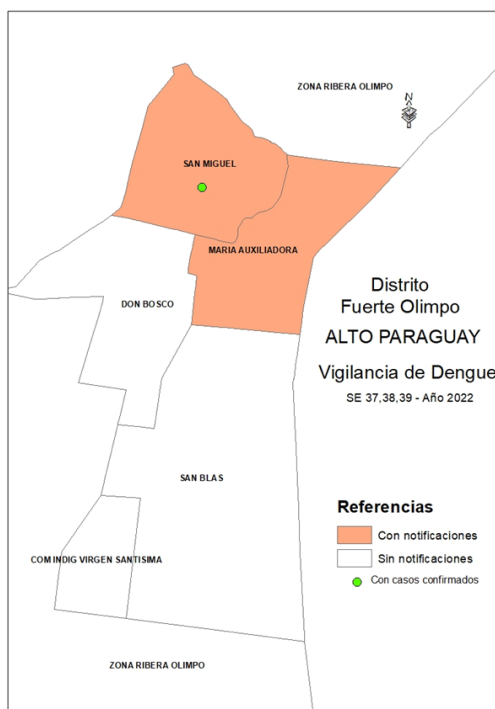 ZONA RIBERA OLIMPO
N
SAN MIGUEL
MARIA AUXILIADORA
DON BOSCO
Distrito
Fuerte Olimpo
ALTO PARAGUAY
Vigilancia de Dengue
SE 37,38,39 - Año 2022
SAN BLAS
Referencias
Con notificaciones
Sin notificaciones
Con casos confirmados
COM INDIG VIRGEN SANTISIMA
ZONA RIBERA OLIMPO